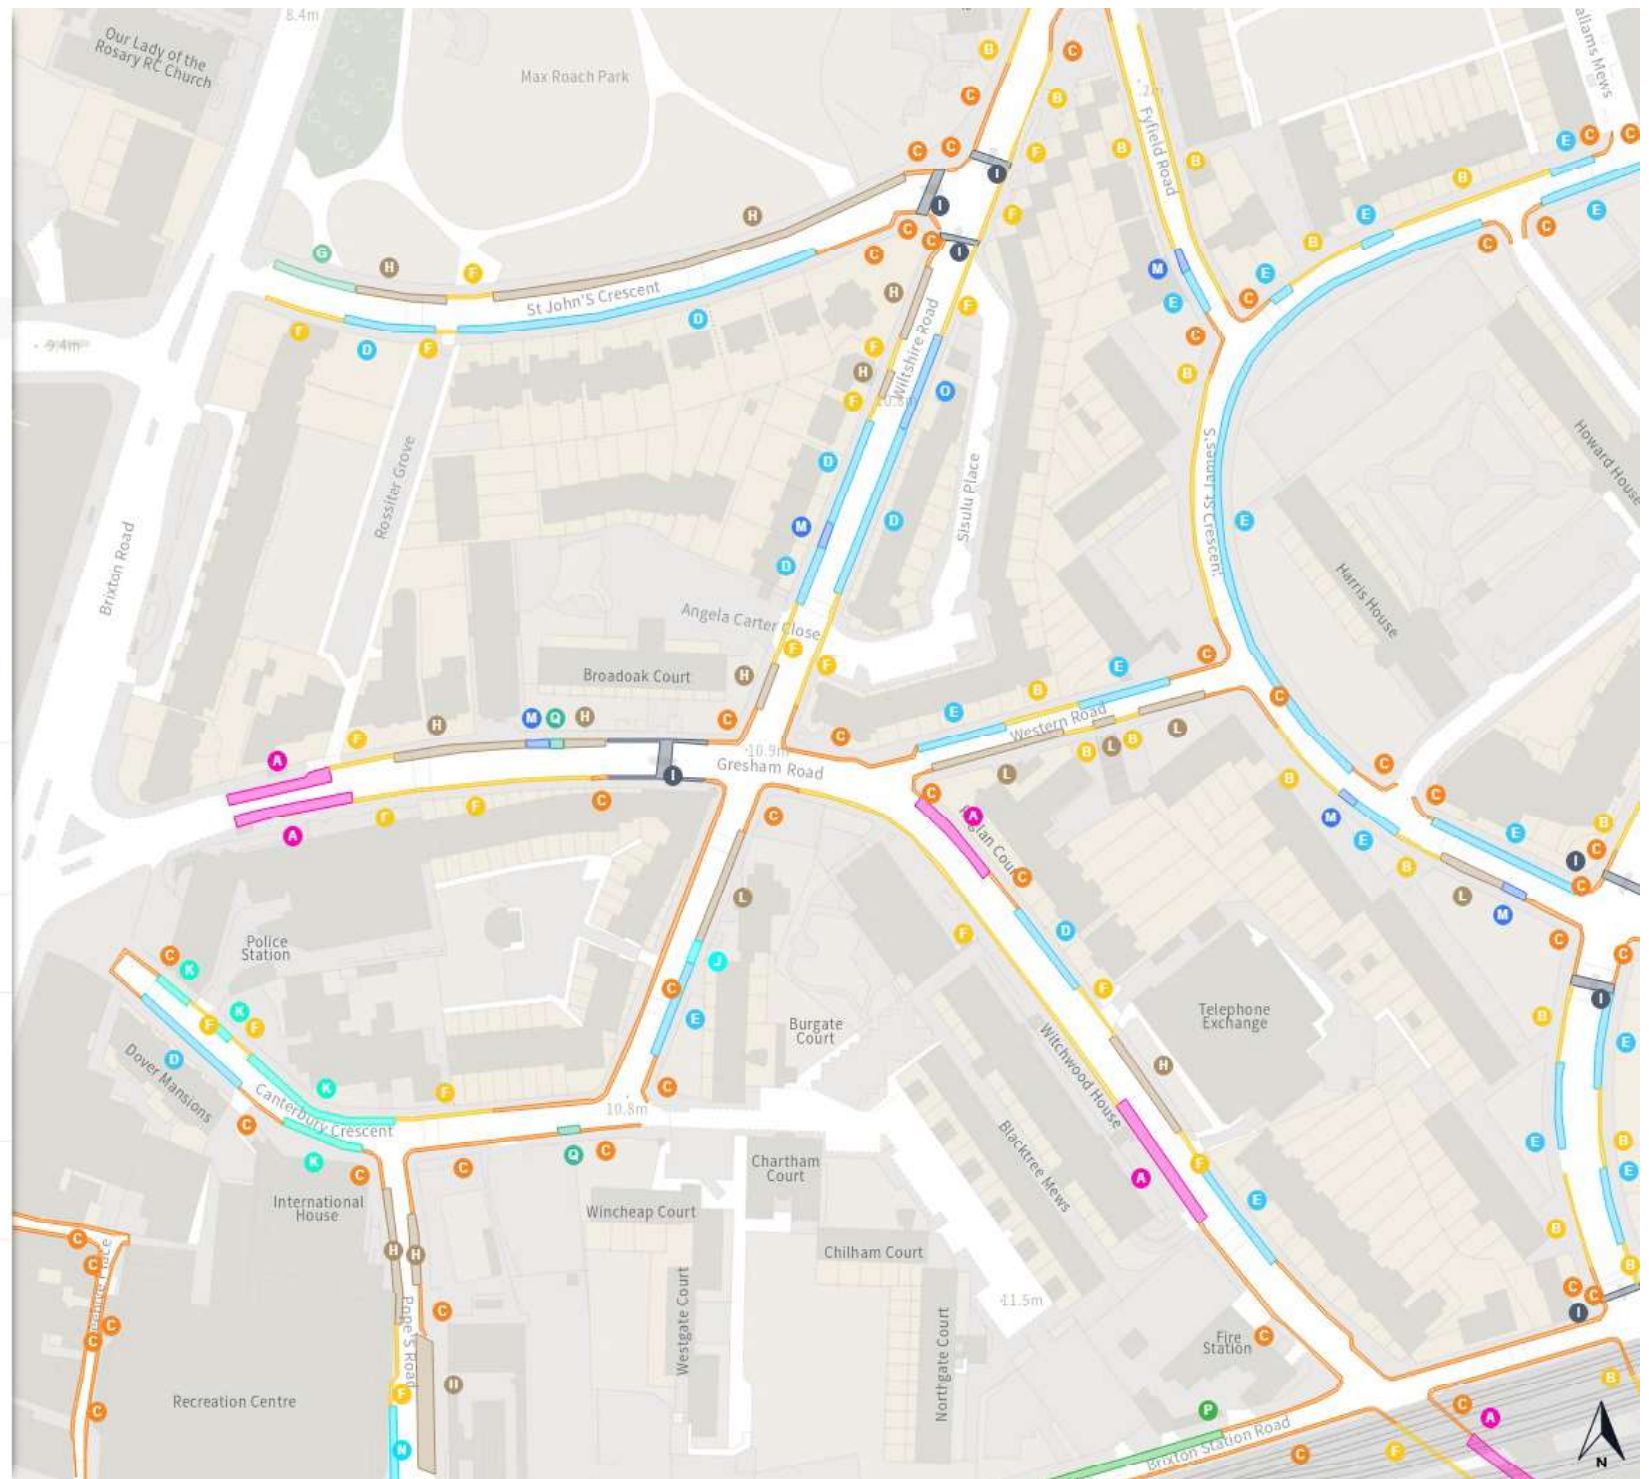 8.4m
Our Lady of the
Rosary RC Church
Max Roach Park
allams Mews
B
C
C
B
F
C
C
I
Fyfield Road
B
B
B
E
C
C
H
I
F
C
C
I
C
E
B
E
C
C
E
G
H
F
St John'S Crescent
D
F
D
F
9.4m
H
F
Wiltshire Road
F
H
F
O
M
E
C
E
C
B
Brixton Road
Rossiter Grove
D
M
D
D
Sisulu Place
Angela Carter Close
F
F
H
Broadoak Court
E
Howard House
Harris House
C
E
B
E
Western Road
B
L
B
L
L
C
C
A
F
H
M
Q
H
C
10.9m
Gresham Road
I
C
A
F
C
C
C
A
C
C
C
B
M
E
B
E
L
M
B
C
I
C
C
C
I
Police
Station
L
J
C
E
F
D
F
Telephone
Exchange
Burgate
Court
Witchwood House
H
C
K
K
F
F
D
Dover Mansions
K
Canterbury Crescent
C
K
C
F
10.8m
C
Q
C
C
B
E
E
B
E
B
B
C
C
I
International
House
Wincheap Court
Chartham
Court
Blacktree Mews
Chilham Court
11.5m
A
F
E
H
H
C
Pope'S Road
F
H
N
C
C
C
C
C
Recreation Centre
Westgate Court
Northgate Court
Fire
Station
C
P
Brixton Station Road
C
F
C
A
B
N